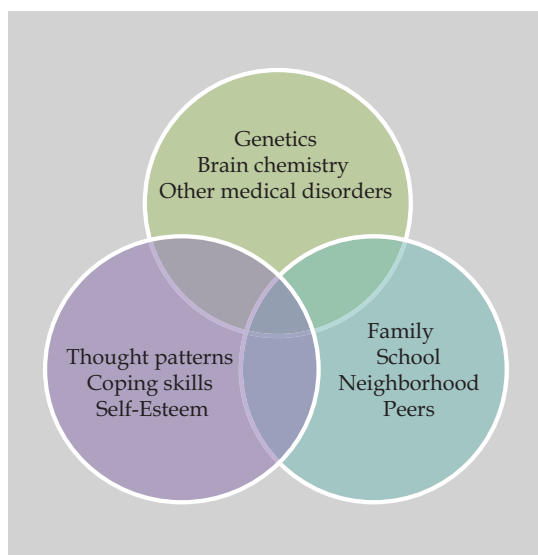 Genetics
Brain chemistry
Other medical disorders
Thought patterns
Coping skills
Self-Esteem
Family
School
Neighborhood
Peers